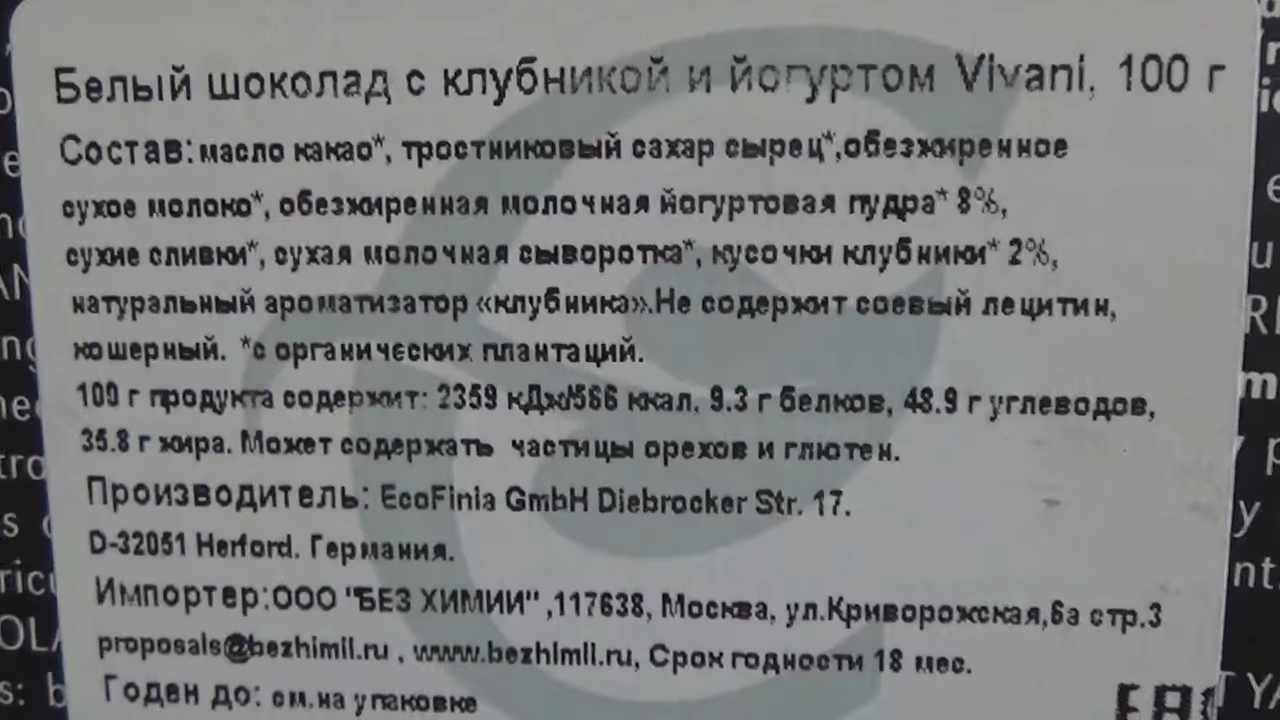 Белый шоколад с клубникой и йогуртом Vivani, 100 г
Состав:масло какао*, тростниковый сахар сырец*,обезжиренное
сухое молоко*, обезжиренная молочная йогуртовая пудра* 8%,
сухие сливки*, сухая молочная сыворотка*, кусочки клубники* 2%,
натуральный ароматизатор «клубника».Не содержит соевый лецитин,
кошерный. *с органических плантаций.
100 г продукта содержит: 2359 кДж/566 ккал, 9.3 г белков, 48.9 г углеводов,
35.8 г жира. Может содержать частицы орехов и глютен.
Производитель: EcoFinia GmbH Diebrocker Str. 17.
D-32051 Herford. Германия.
Импортер:ООО "БЕЗ ХИМИИ" ,117638, Москва, ул.Криворожская,6а стр.3
proposals@bezhimii.ru , www.bezhimii.ru, Срок годности 18 мес.
Годен до: см.на упаковке
EAC